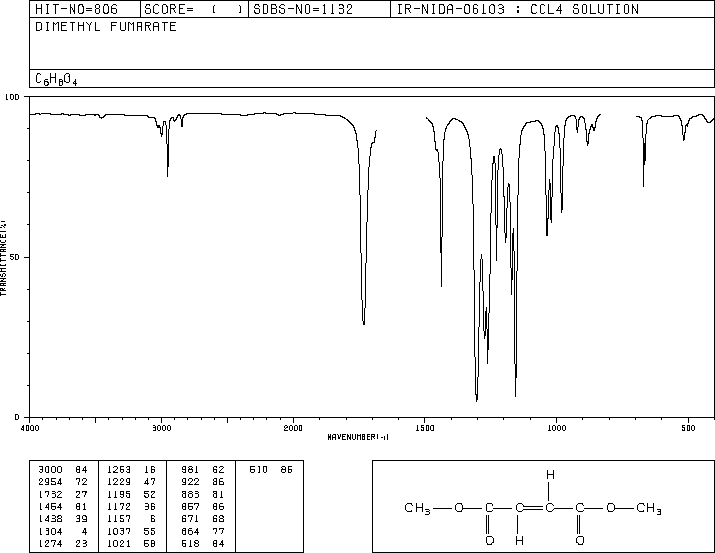 HIT-NO=806 SCORE= ( ) SDBS-NO=1132 IR-NIDA-06103 : CCL4 SOLUTION
DIMETHYL FUMARATE
C6H8O4
100
50
0
TRANSMITTANCE(%)
4000 3000 2000 1500 1000 500
WAVENUMBER(-1)
3000 84 1263 16 981 62 510 86
2954 72 1229 47 922 86
1732 27 1195 52 883 81
1454 81 1172 36 857 86
1438 39 1157 6 671 68
1304 4 1037 55 664 77
1274 23 1021 58 518 84
H
CH3 O C C C C O CH3
O H O